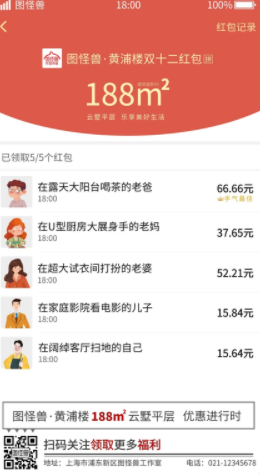 图怪兽 18:00 100%
红包记录
图怪兽·黄浦楼双十二红包
188m²
云墅平层 乐享美好生活
已领取5/5个红包
在露天大阳台喝茶的老爸 66.66元
18:00 手气最佳
在U型厨房大展身手的老妈 37.65元
18:00
在超大试衣间打扮的老婆 52.21元
18:00
在家庭影院看电影的儿子 15.84元
18:00
在阔绰客厅扫地的自己 15.64元
18:00
图怪兽·黄浦楼 188m² 云墅平层 优惠进行时
扫码关注领取更多福利
地址：上海市浦东新区图怪兽工作室 电话：021-12345678